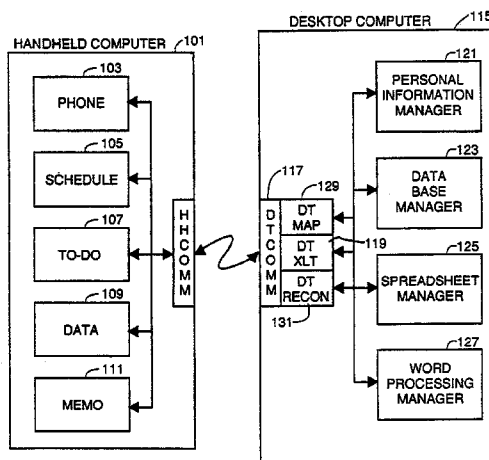 HANDHELD COMPUTER
101
103
PHONE
105
SCHEDULE
107
TO-DO
109
DATA
111
MEMO
HHCOMM
DESKTOP COMPUTER
115
117
DTCOMM
129
DT
MAP
119
DT
XLT
DT
RECON
131
121
PERSONAL
INFORMATION
MANAGER
123
DATA
BASE
MANAGER
125
SPREADSHEET
MANAGER
127
WORD
PROCESSING
MANAGER